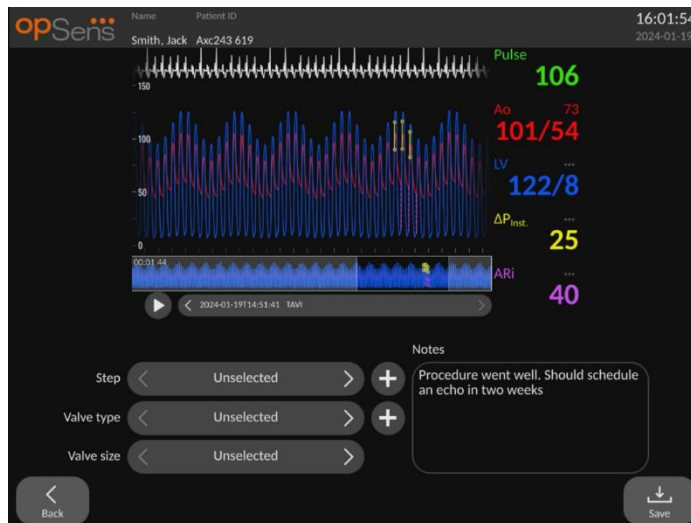 opSens
Name Patient ID
Smith, Jack Axc243 619
16:01:54
2024-01-19
Pulse
106
150
100
50
0
Ao 73
101/54
LV ---
122/8
ΔPInst. ---
25
ARi ---
40
00:01:44
2024-01-19T14:51:41 TAVI
Notes
Procedure went well. Should schedule
an echo in two weeks
Step Unselected
Valve type Unselected
Valve size Unselected
Back
Save